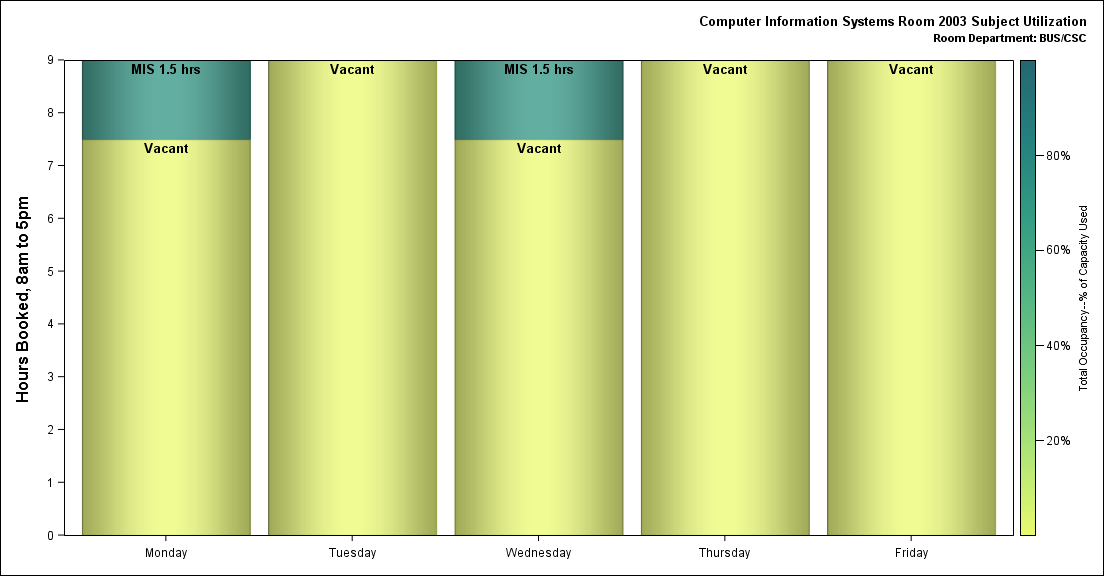 Computer Information Systems Room 2003 Subject Utilization
Room Department: BUS/CSC
Hours Booked, 8am to 5pm
9
8
7
6
5
4
3
2
1
0
MIS 1.5 hrs
Vacant
MIS 1.5 hrs
Vacant
Vacant
Vacant
Vacant
Monday
Tuesday
Wednesday
Thursday
Friday
80%
60%
40%
20%
Total Occupancy--% of Capacity Used